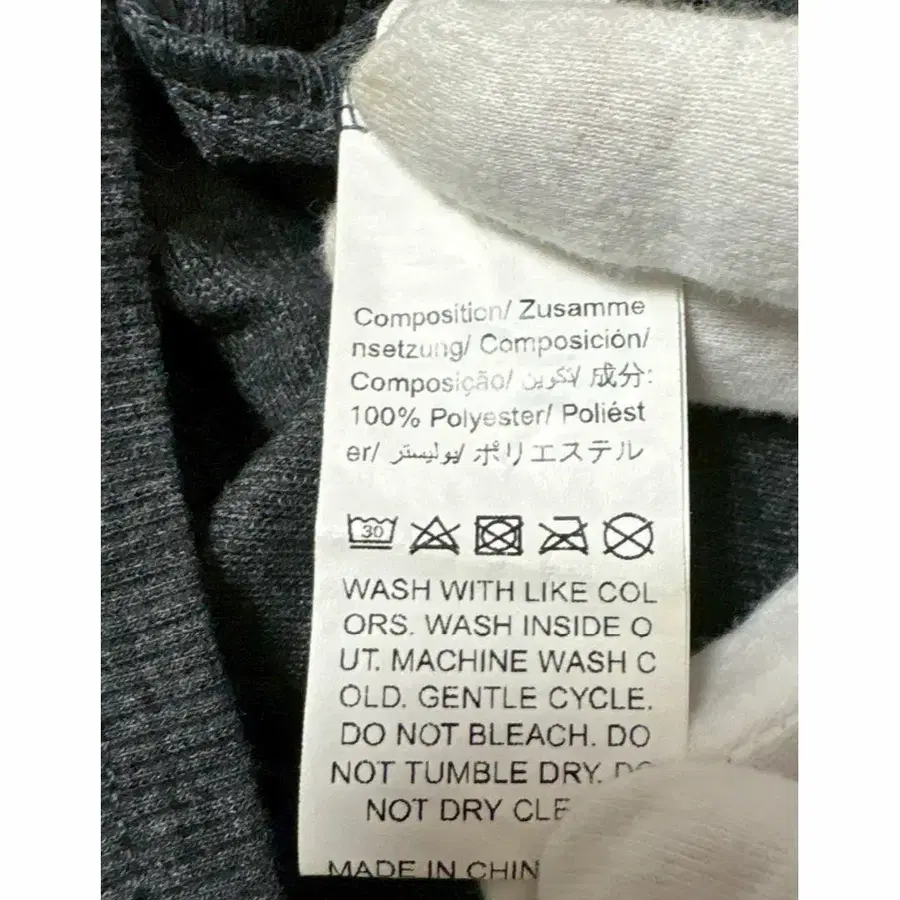 Composition/ Zusamme
nsetzung/ Composición/
Composição/ تكوين/ 成分:
100% Polyester/ Poliést
er/ بوليستر/ ポリエステル
30
WASH WITH LIKE COL
ORS. WASH INSIDE O
UT. MACHINE WASH C
OLD. GENTLE CYCLE.
DO NOT BLEACH. DO
NOT TUMBLE DRY. DO
NOT DRY CLE
MADE IN CHIN